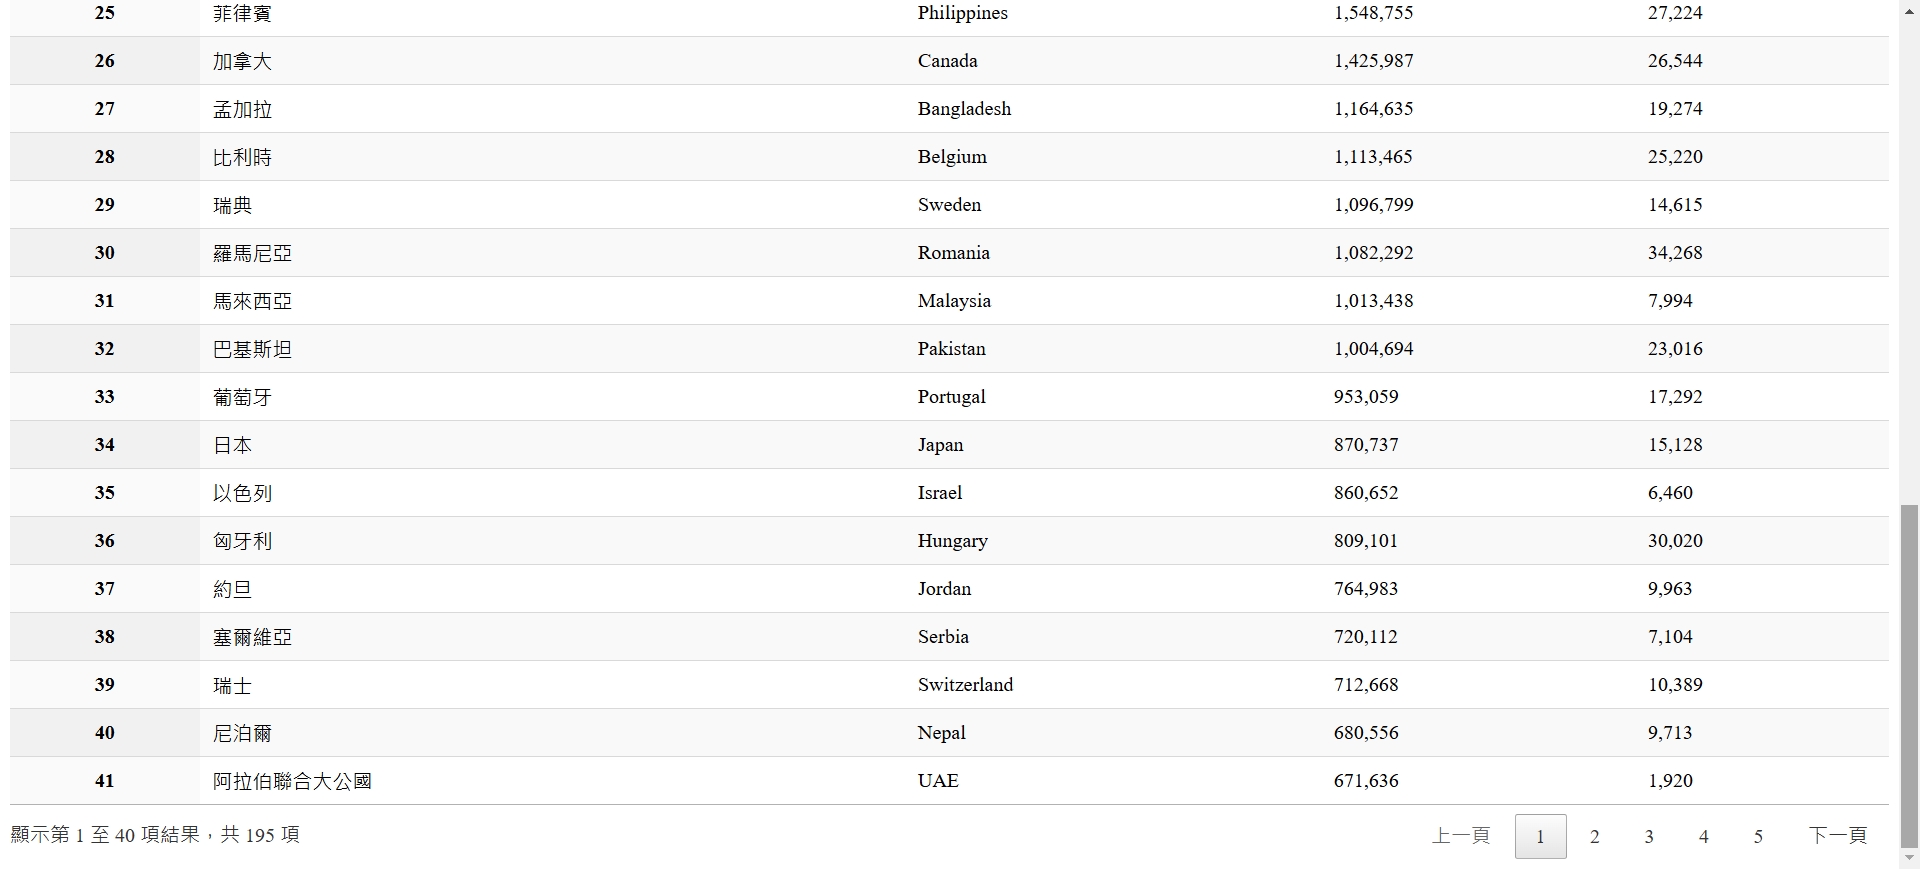 25 菲律賓 Philippines 1,548,755 27,224
26 加拿大 Canada 1,425,987 26,544
27 孟加拉 Bangladesh 1,164,635 19,274
28 比利時 Belgium 1,113,465 25,220
29 瑞典 Sweden 1,096,799 14,615
30 羅馬尼亞 Romania 1,082,292 34,268
31 馬來西亞 Malaysia 1,013,438 7,994
32 巴基斯坦 Pakistan 1,004,694 23,016
33 葡萄牙 Portugal 953,059 17,292
34 日本 Japan 870,737 15,128
35 以色列 Israel 860,652 6,460
36 匈牙利 Hungary 809,101 30,020
37 約旦 Jordan 764,983 9,963
38 塞爾維亞 Serbia 720,112 7,104
39 瑞士 Switzerland 712,668 10,389
40 尼泊爾 Nepal 680,556 9,713
41 阿拉伯聯合大公國 UAE 671,636 1,920
顯示第 1 至 40 項結果，共 195 項 上一頁 1 2 3 4 5 下一頁